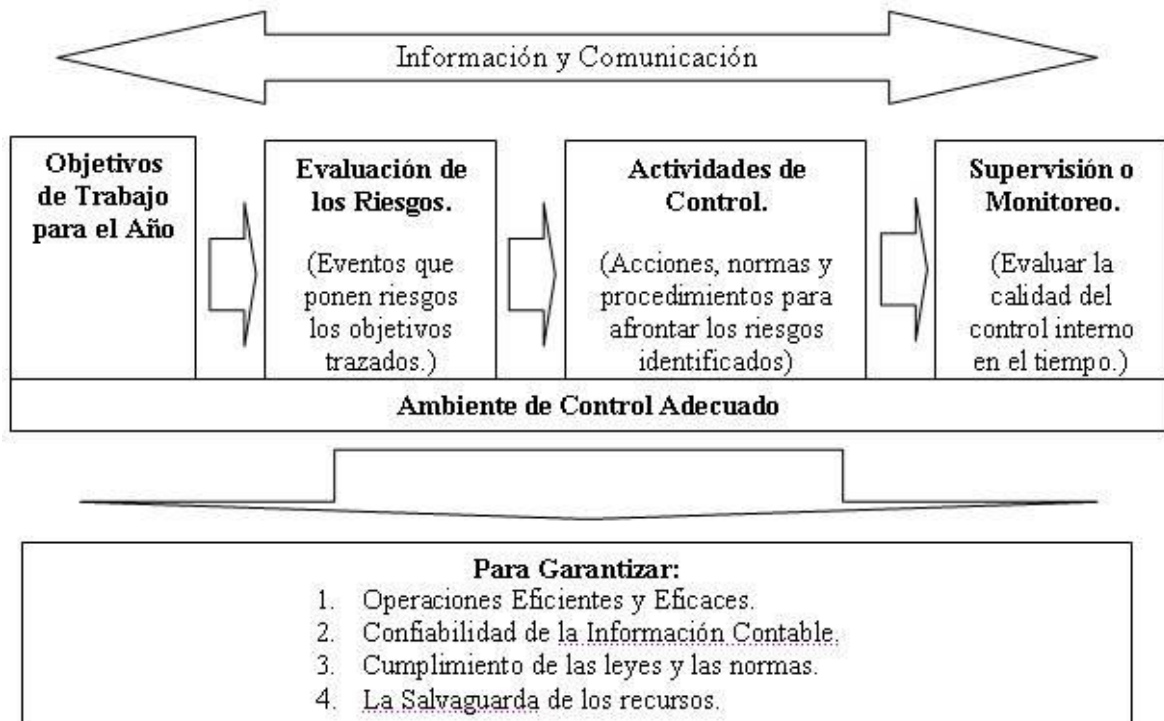 Información y Comunicación
Objetivos
de Trabajo
para el Año
Evaluación de
los Riesgos.
(Eventos que
ponen riesgos
los objetivos
trazados.)
Actividades de
Control.
(Acciones, normas y
procedimientos para
afrontar los riesgos
identificados)
Supervisión o
Monitoreo.
(Evaluar la
calidad del
control interno
en el tiempo.)
Ambiente de Control Adecuado
Para Garantizar:
1. Operaciones Eficientes y Eficaces.
2. Confiabilidad de la Información Contable.
3. Cumplimiento de las leyes y las normas.
4. La Salvaguarda de los recursos.